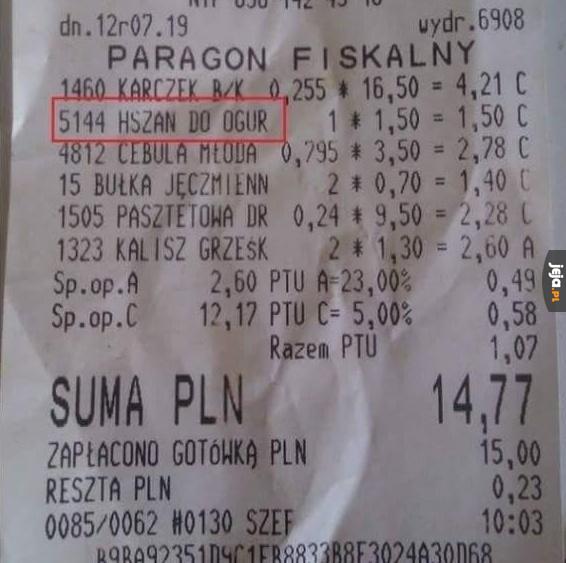 dn.12r07.19 wydr.6908
PARAGON FISKALNY
1460 KARCZEK B/K 0,255 * 16,50 = 4,21 C
5144 HSZAN DO OGUR 1 * 1,50 = 1,50 C
4812 CEBULA MŁODA 0,795 * 3,50 = 2,78 C
15 BUŁKA JĘCZMIENN 2 * 0,70 = 1,40 C
1505 PASZTETOWA DR 0,24 * 9,50 = 2,28 C
1323 KALISZ GRZEŚK 2 * 1,30 = 2,60 A
Sp.op.A 2,60 PTU A=23,00% 0,49
Sp.op.C 12,17 PTU C= 5,00% 0,58
Razem PTU 1,07
SUMA PLN 14,77
ZAPŁACONO GOTÓWKĄ PLN 15,00
RESZTA PLN 0,23
0085/0062 #0130 SZEF 10:03
jeja.pl